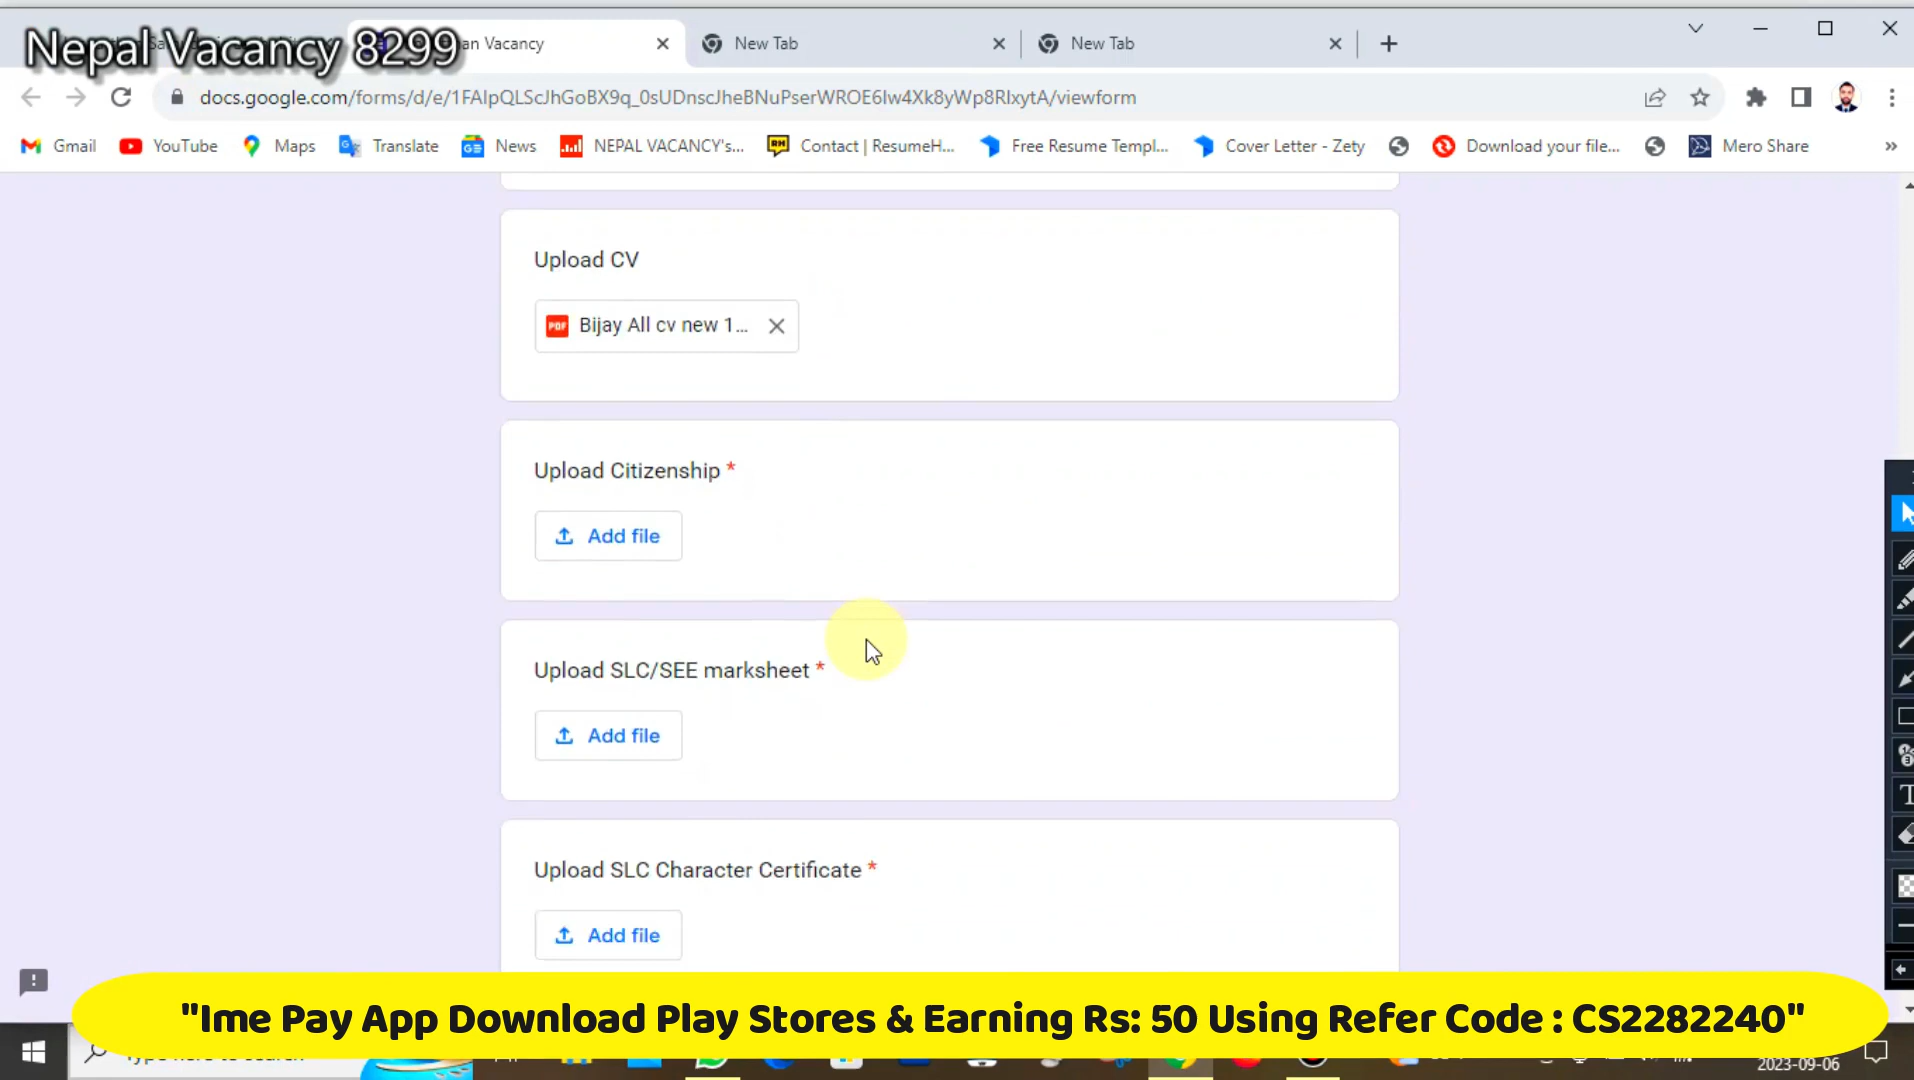 Nepal Vacancy 8299
an Vacancy
New Tab
New Tab
docs.google.com/forms/d/e/1FAIpQLScJhGoBX9q_0sUDnscJheBNuPserWROE6Iw4Xk8yWp8RlxytA/viewform
Gmail
YouTube
Maps
Translate
News
NEPAL VACANCY's...
Contact | ResumeH...
Free Resume Templ...
Cover Letter - Zety
Download your file...
Mero Share
Upload CV
PDF
Bijay All cv new 1...
Upload Citizenship *
Add file
Upload SLC/SEE marksheet *
Add file
Upload SLC Character Certificate *
Add file
"Ime Pay App Download Play Stores & Earning Rs: 50 Using Refer Code : CS2282240"
2023-09-06